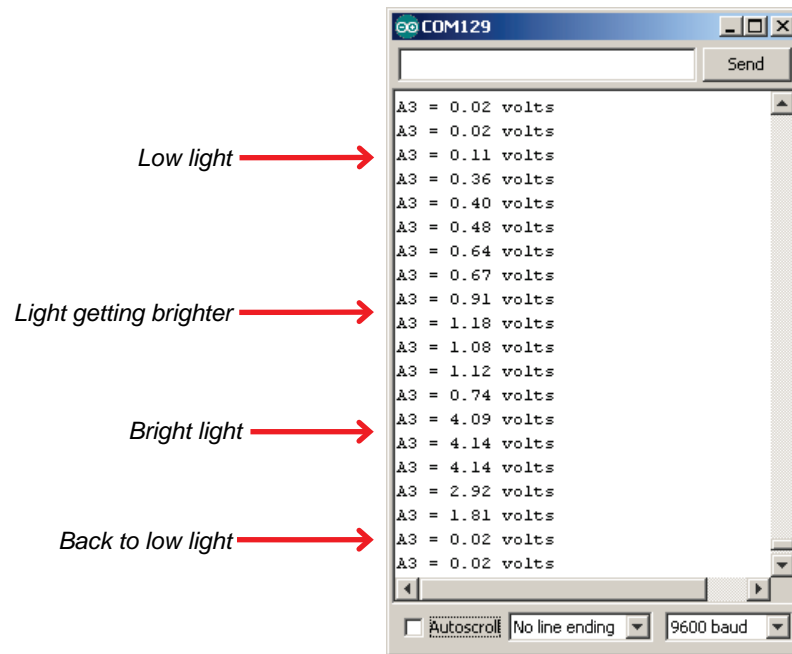 COM129
Send
A3 = 0.02 volts
A3 = 0.02 volts
Low light
A3 = 0.11 volts
A3 = 0.36 volts
A3 = 0.40 volts
A3 = 0.48 volts
A3 = 0.64 volts
A3 = 0.67 volts
A3 = 0.91 volts
Light getting brighter
A3 = 1.18 volts
A3 = 1.08 volts
A3 = 1.12 volts
A3 = 0.74 volts
Bright light
A3 = 4.09 volts
A3 = 4.14 volts
A3 = 4.14 volts
A3 = 2.92 volts
A3 = 1.81 volts
Back to low light
A3 = 0.02 volts
A3 = 0.02 volts
Autoscroll No line ending 9600 baud